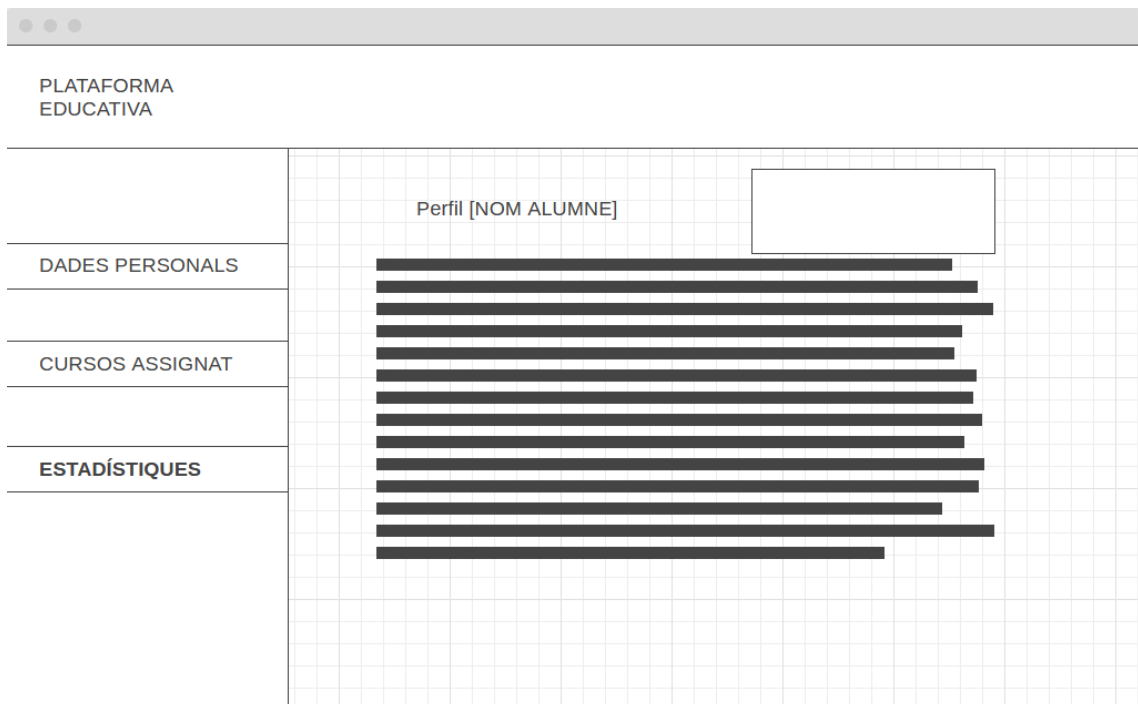 PLATAFORMA
EDUCATIVA
Perfil [NOM ALUMNE]
DADES PERSONALS
CURSOS ASSIGNAT
ESTADÍSTIQUES